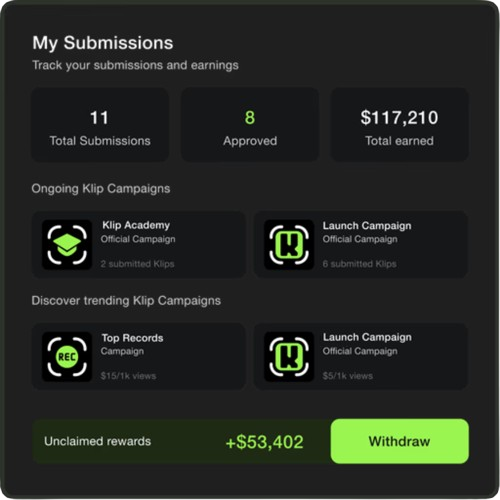 My Submissions
Track your submissions and earnings
11
Total Submissions
8
Approved
$117,210
Total earned
Ongoing Klip Campaigns
Klip Academy
Official Campaign
2 submitted Klips
Launch Campaign
Official Campaign
6 submitted Klips
Discover trending Klip Campaigns
REC
Top Records
Campaign
$15/1k views
Launch Campaign
Official Campaign
$5/1k views
Unclaimed rewards
+$53,402
Withdraw